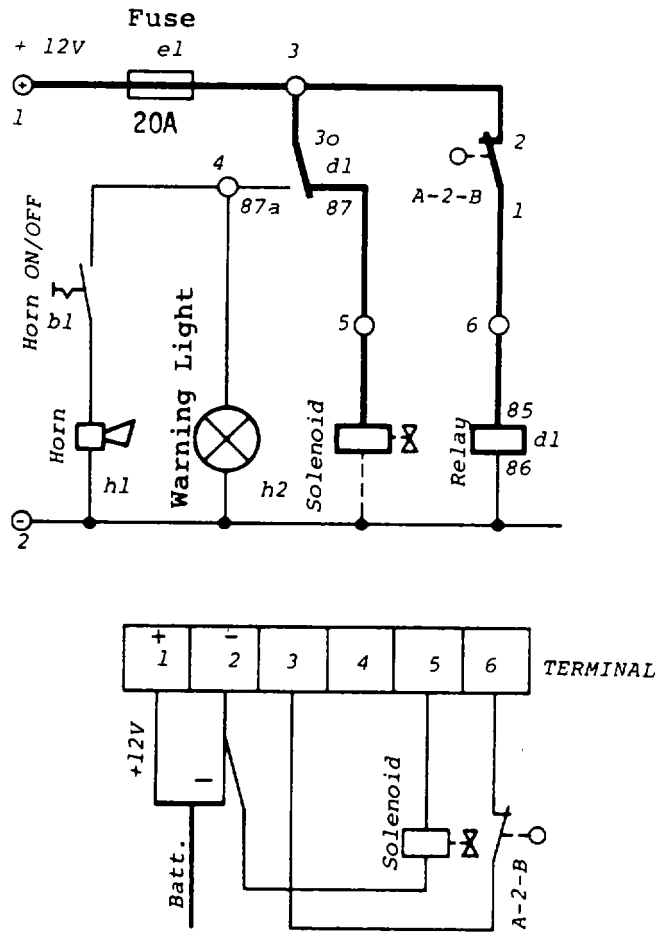 Fuse
+ 12V
e1
3
+
1
20A
30
2
4
d1
A-2-B
87a
87
1
Horn ON/OFF
b1
5
6
Warning Light
Solenoid
Relay
85
Horn
d1
86
h1
h2
-
2
+
-
1
2
3
4
5
6
TERMINAL
+12V
-
Solenoid
Batt.
A-2-B